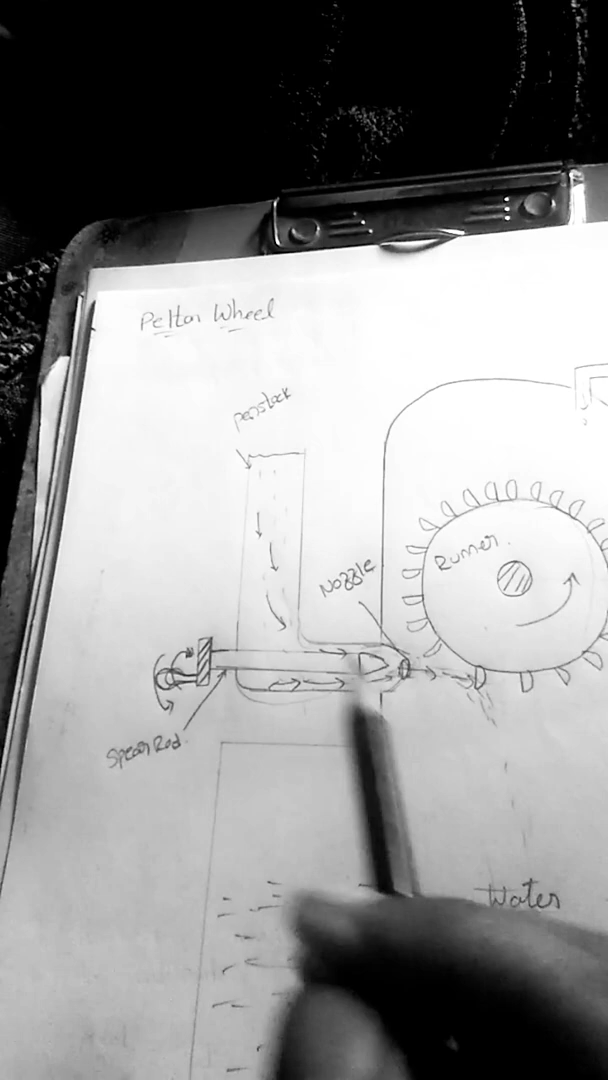 Pelton Wheel
penstock
Runner.
Nozzle
Spear Rod.
Water